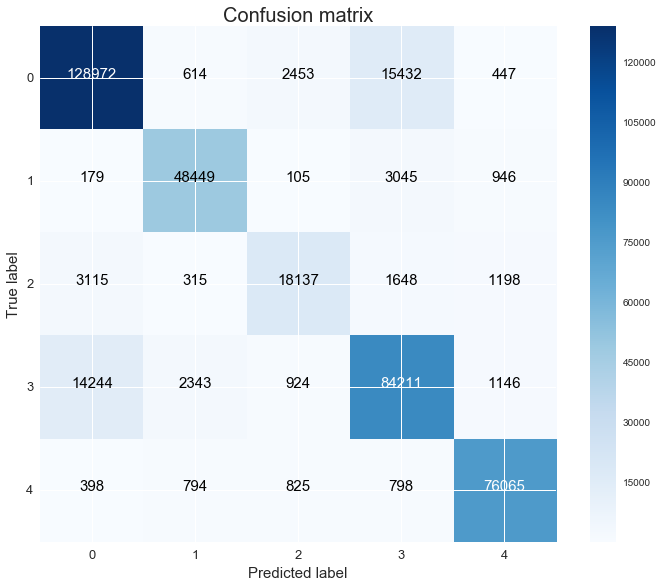 Confusion matrix
0 128972 614 2453 15432 447
1 179 48449 105 3045 946
2 3115 315 18137 1648 1198
3 14244 2343 924 84211 1146
4 398 794 825 798 76065
0 1 2 3 4
True label
Predicted label
120000
105000
90000
75000
60000
45000
30000
15000